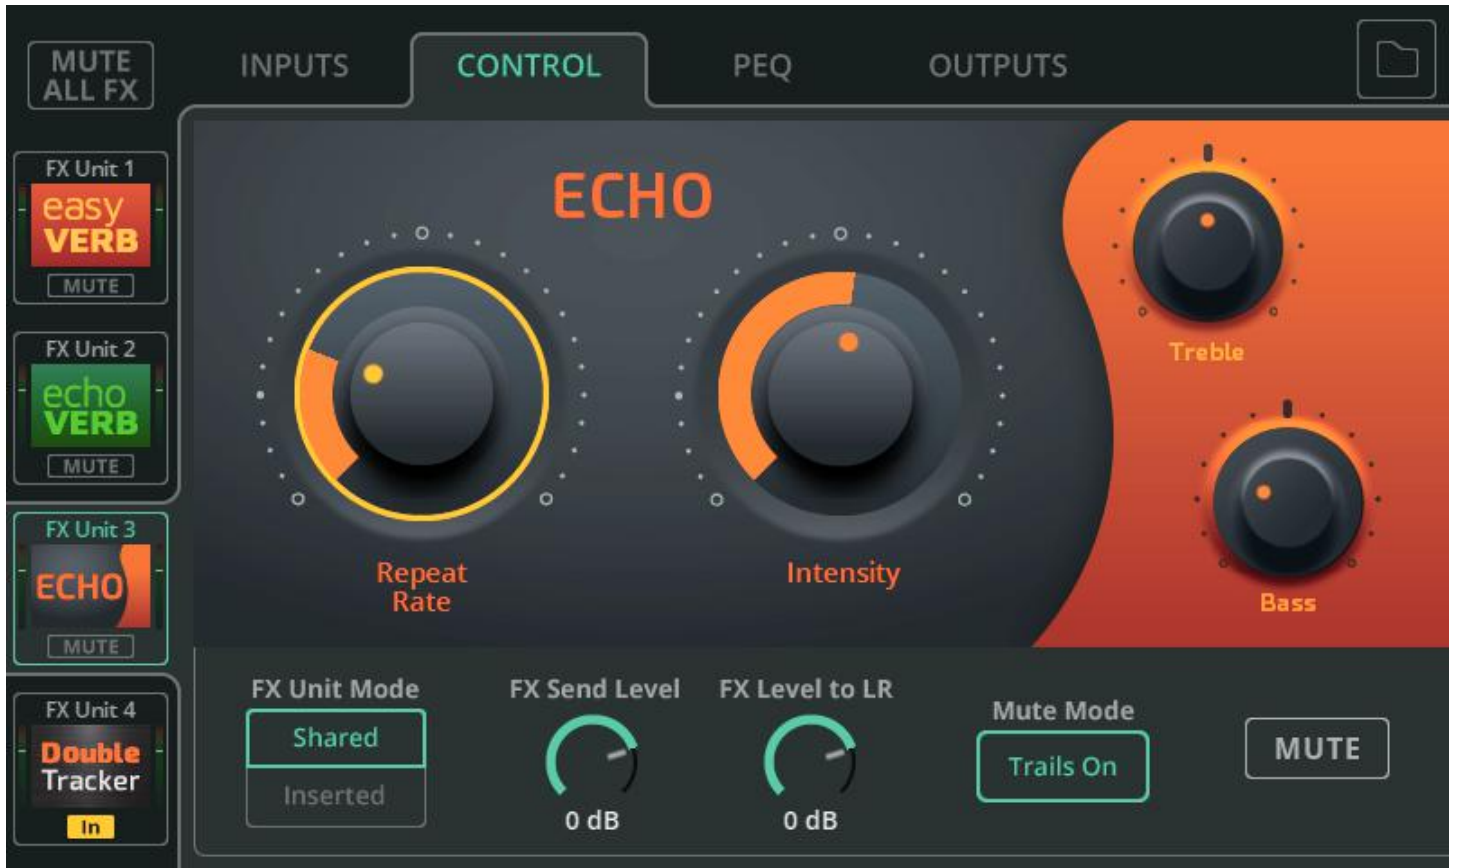 MUTE
ALL FX
INPUTS
CONTROL
PEQ
OUTPUTS
FX Unit 1
easy
VERB
MUTE
FX Unit 2
echo
VERB
MUTE
FX Unit 3
ECHO
MUTE
FX Unit 4
Double
Tracker
In
ECHO
Repeat
Rate
Intensity
Treble
Bass
FX Unit Mode
Shared
Inserted
FX Send Level
0 dB
FX Level to LR
0 dB
Mute Mode
Trails On
MUTE